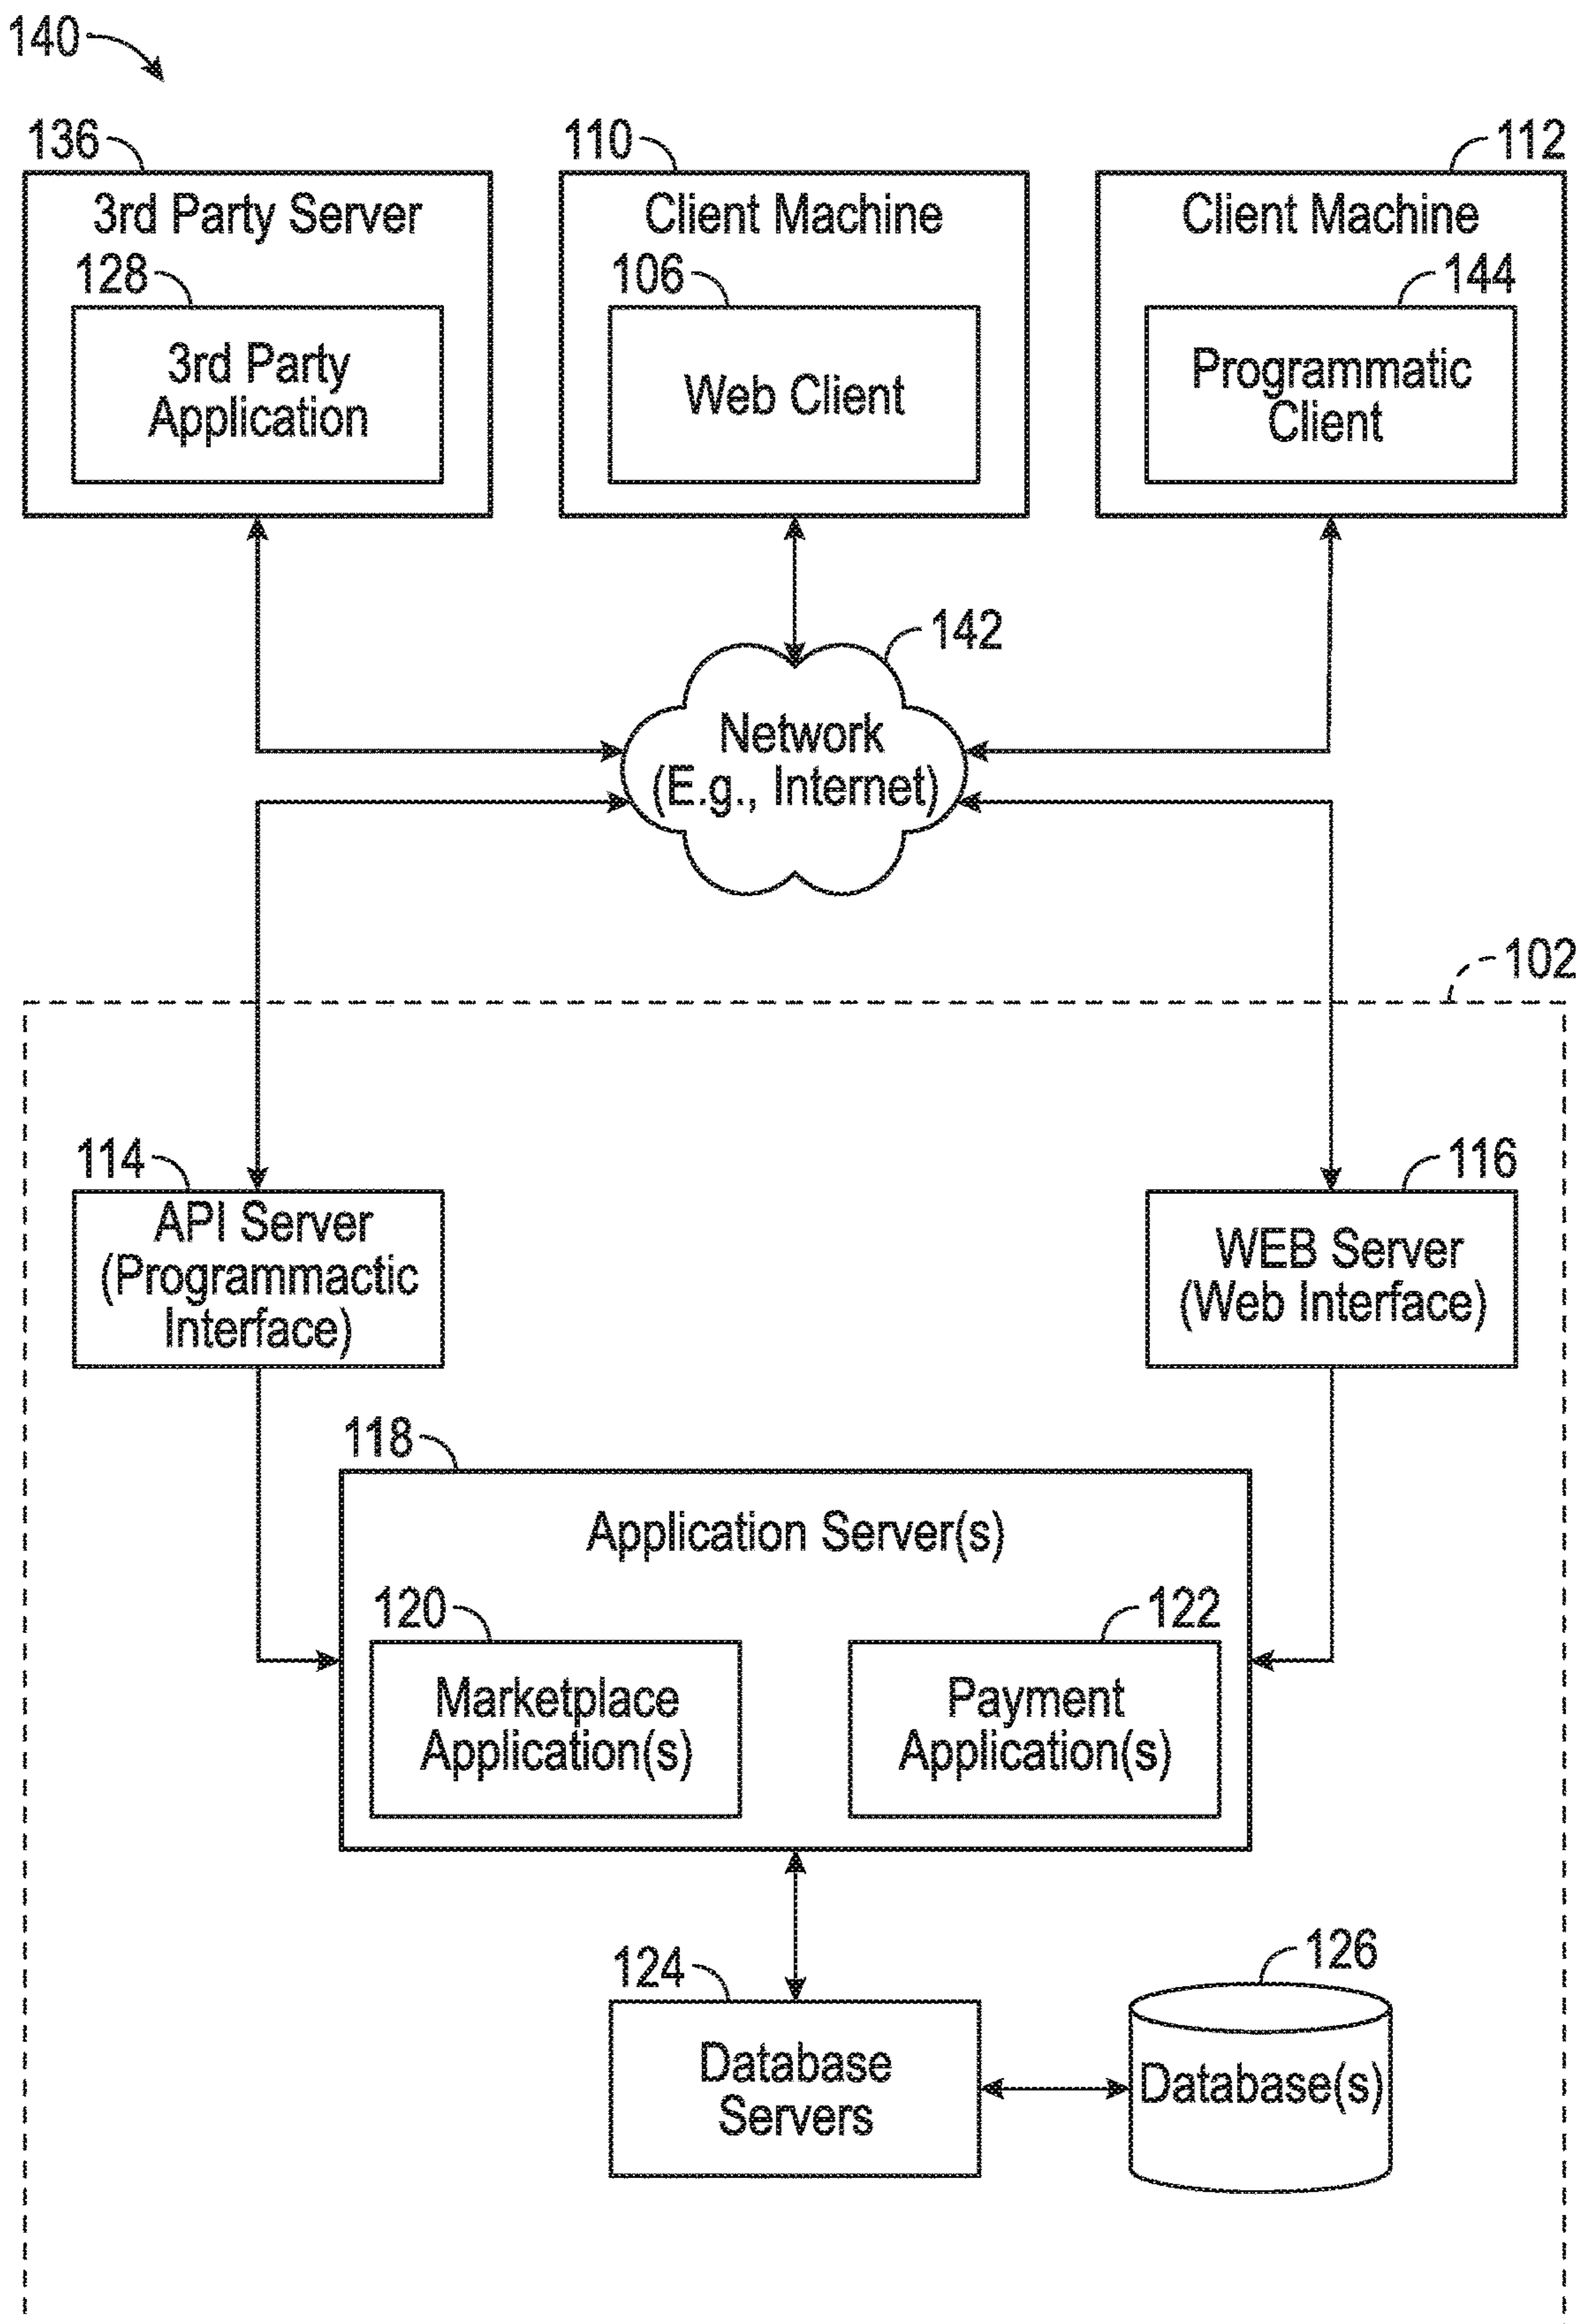 140
136
3rd Party Server
128
3rd Party
Application
110
Client Machine
106
Web Client
112
Client Machine
144
Programmatic
Client
142
Network
(E.g., Internet)
102
114
API Server
(Programmactic
Interface)
116
WEB Server
(Web Interface)
118
Application Server(s)
120
Marketplace
Application(s)
122
Payment
Application(s)
124
Database
Servers
126
Database(s)